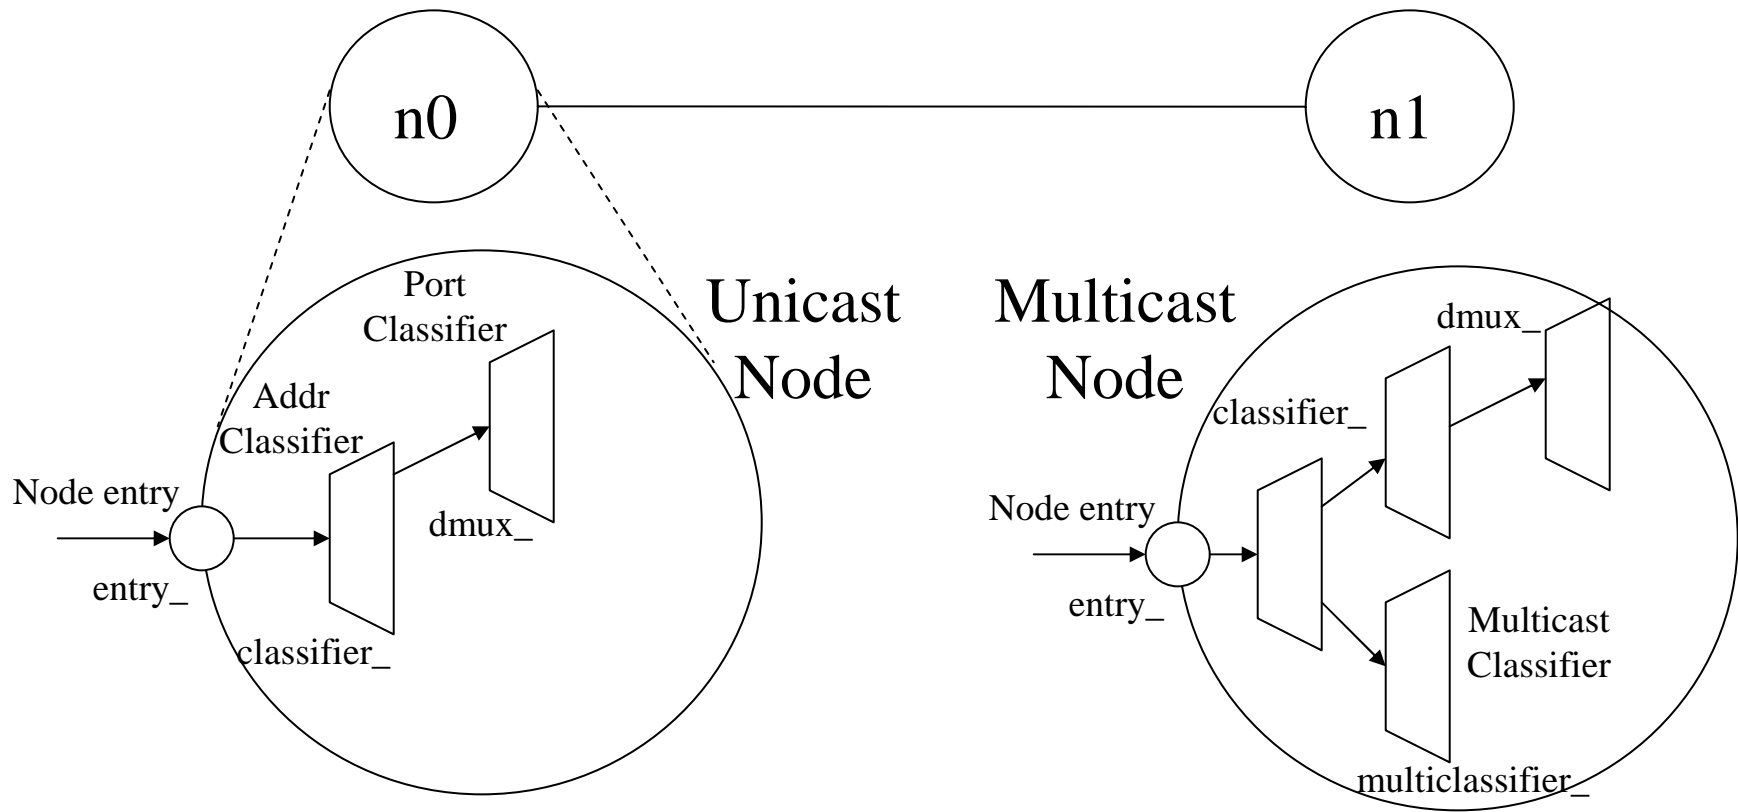 n0
n1
Port
Classifier
Unicast
Node
Addr
Classifier
Node entry
entry_
dmux_
classifier_
Multicast
Node
dmux_
classifier_
Node entry
entry_
Multicast
Classifier
multiclassifier_